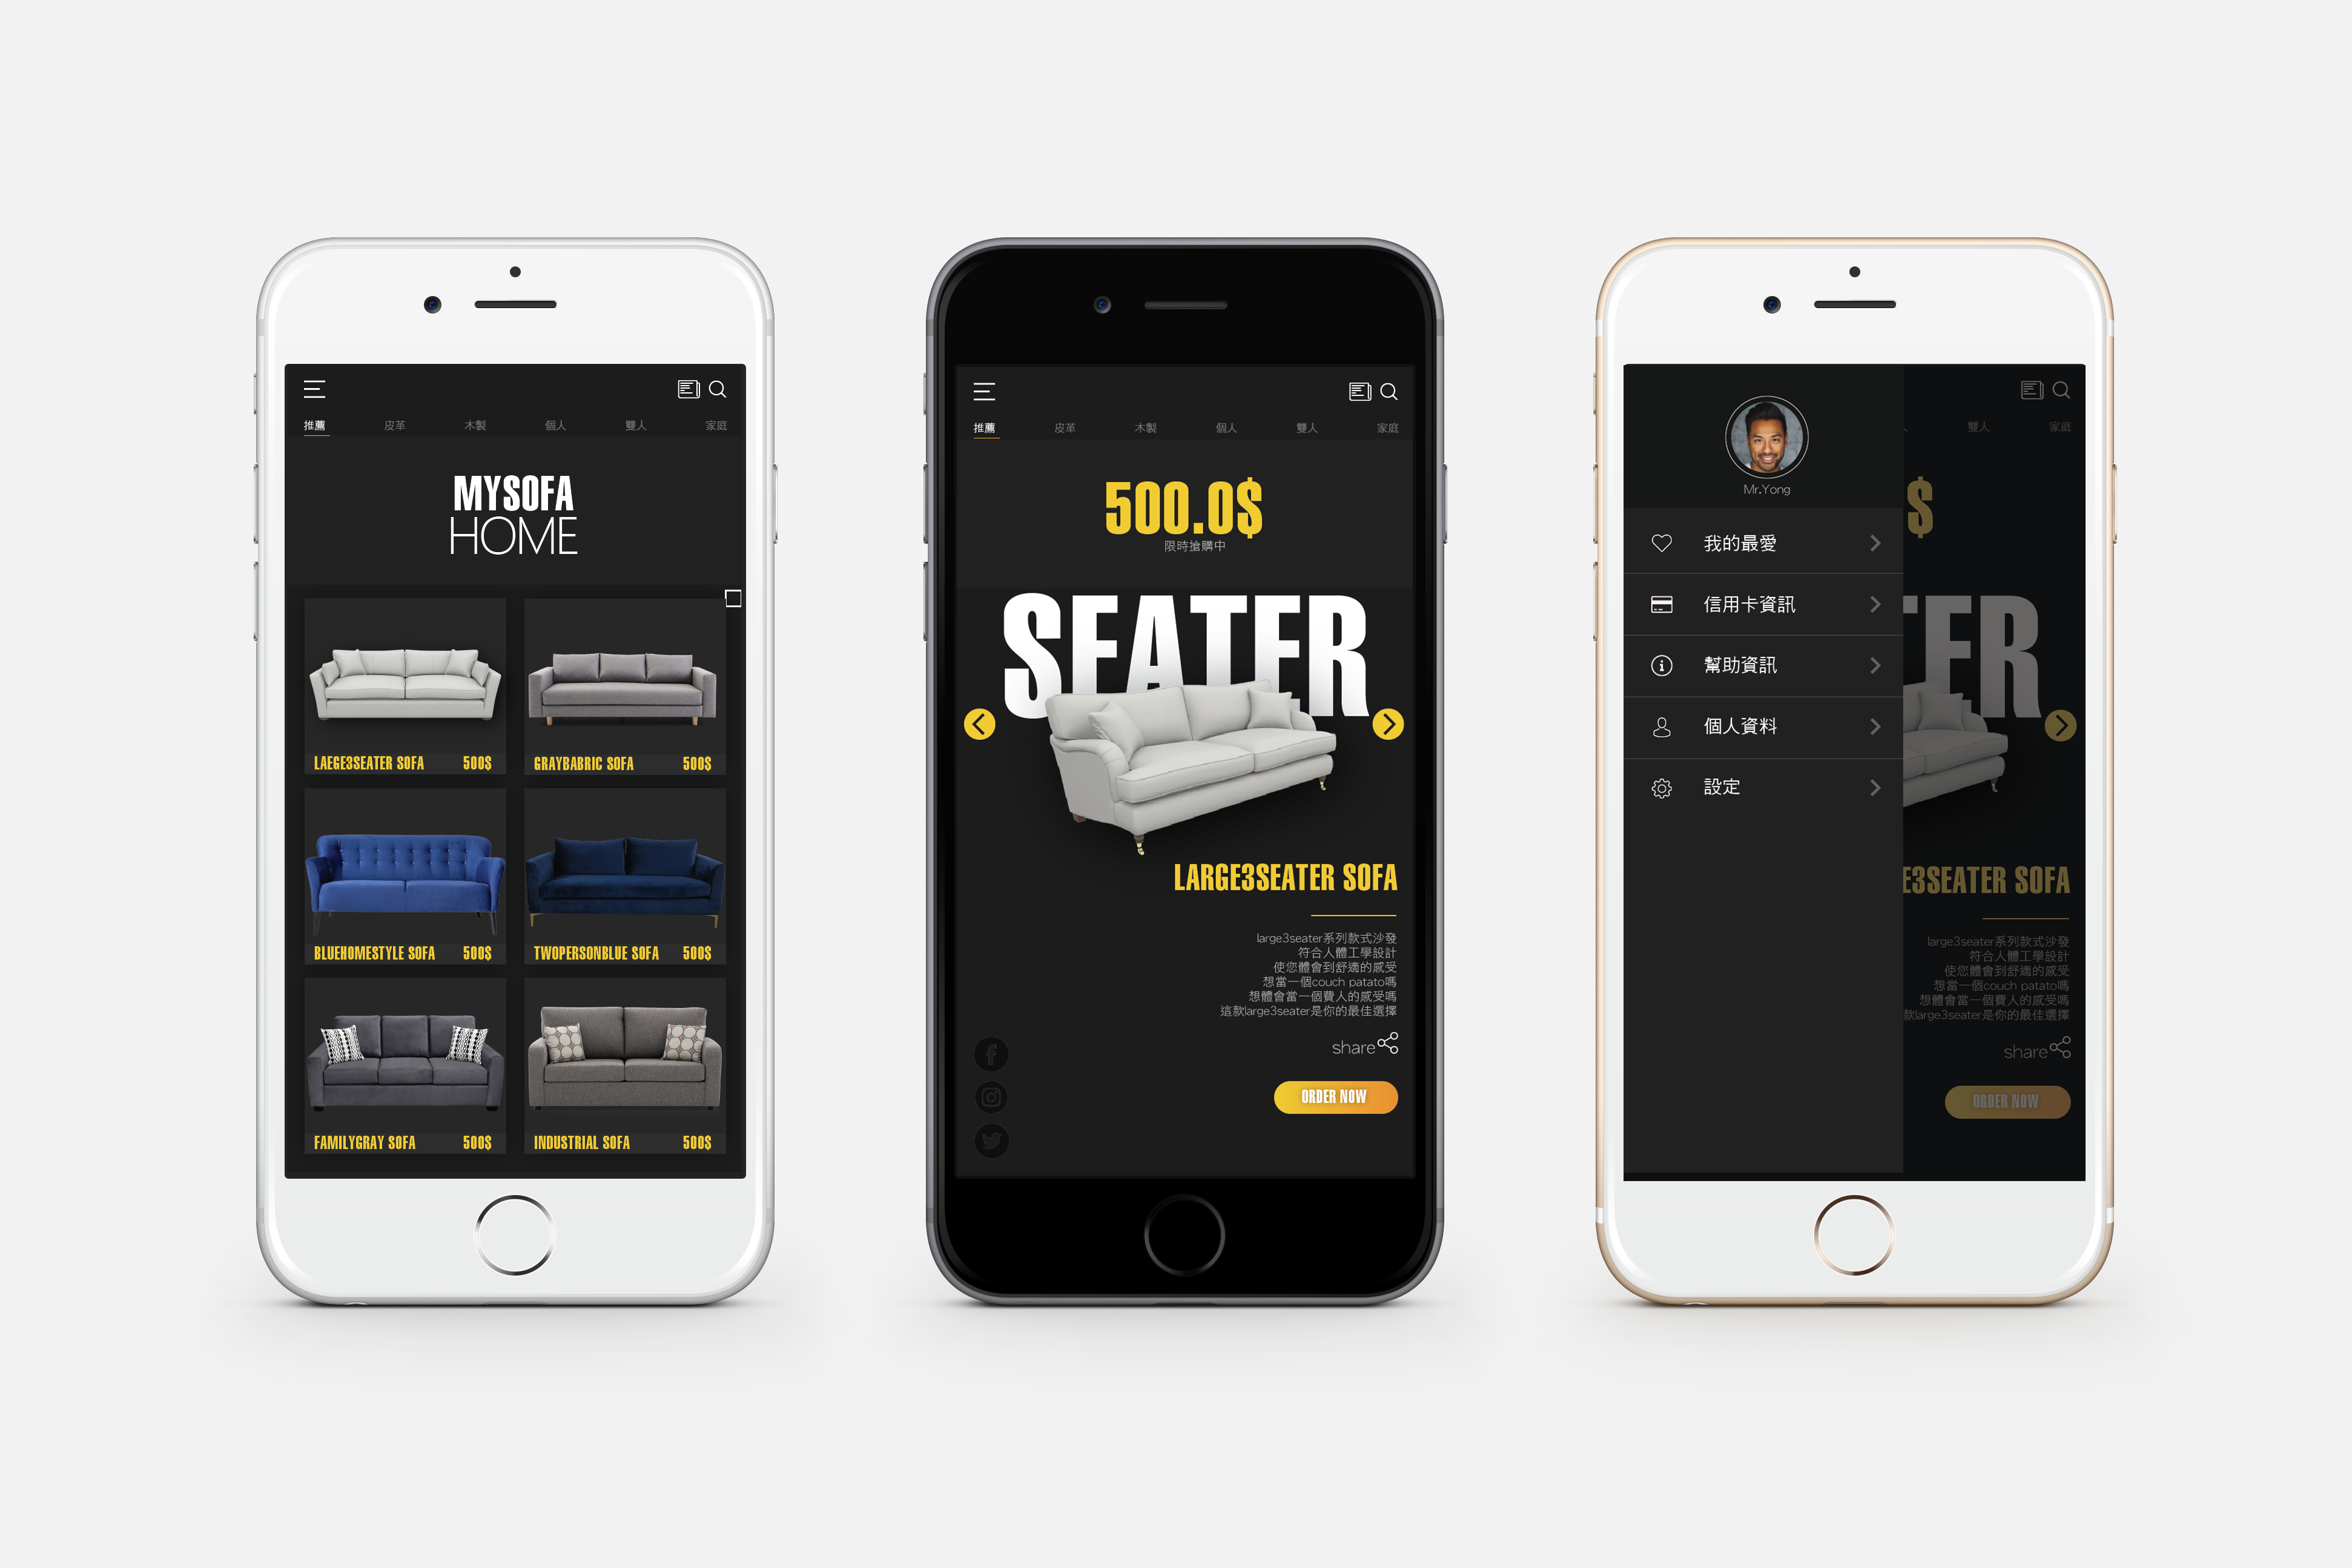 推薦 皮革 木製 個人 雙人 家庭
MYSOFA
HOME
LAEGE3SEATER SOFA 500$
GRAYBABRIC SOFA 500$
BLUEHOMESTYLE SOFA 500$
TWOPERSONBLUE SOFA 500$
FAMILYGRAY SOFA 500$
INDUSTRIAL SOFA 500$
推薦 皮革 木製 個人 雙人 家庭
500.0$
限時搶購中
SEATER
LARGE3SEATER SOFA
large3seater系列款式沙發
符合人體工學設計
使您體會到舒適的感受
想當一個couch patato嗎
想體會當一個費人的感受嗎
這款large3seater是你的最佳選擇
share
ORDER NOW
Mr.Yong
我的最愛
信用卡資訊
幫助資訊
個人資料
設定
雙人 家庭
$
TER
E3SEATER SOFA
large3seater系列款式沙發
符合人體工學設計
使您體會到舒適的感受
想當一個couch patato嗎
想體會當一個費人的感受嗎
款large3seater是你的最佳選擇
share
ORDER NOW